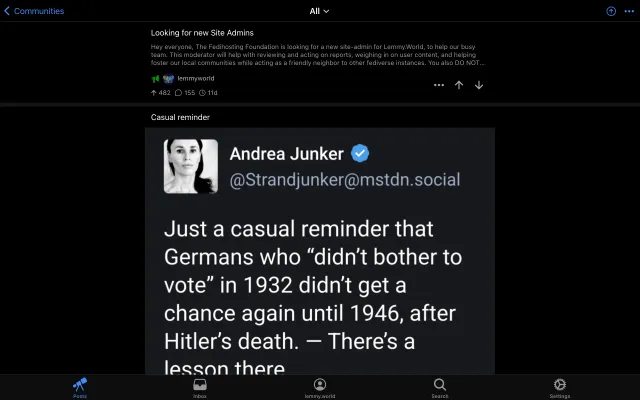 Communities
All
Looking for new Site Admins
Hey everyone, The Fedihosting Foundation is looking for a new site-admin for Lemmy.World, to help our busy
team. This moderator will help with reviewing and acting on reports, weighing in on user content, and helping
foster our local communities while acting as a friendly neighbor to other fediverse instances. You also DO NOT...
lemmyworld
482 155 11d
Casual reminder
Andrea Junker
@Strandjunker@mstdn.social
Just a casual reminder that
Germans who “didn’t bother to
vote” in 1932 didn’t get a
chance again until 1946, after
Hitler’s death. — There’s a
lesson there
Posts Inbox lemmy.world Search Settings